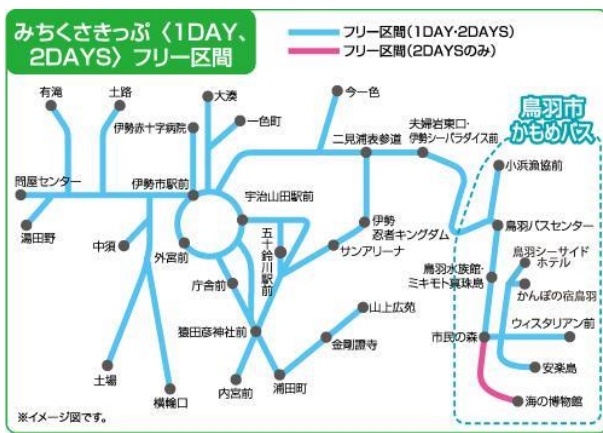 みちくさきっぷ〈1DAY、
2DAYS〉フリー区間
フリー区間(1DAY・2DAYS)
フリー区間(2DAYSのみ)
鳥羽市
かもめバス
有滝
土路
大湊
今一色
伊勢赤十字病院
一色町
二見浦表参道
夫婦岩東口・
伊勢シーパラダイス前
小浜漁協前
問屋センター
伊勢市駅前
宇治山田駅前
湯田野
中須
外宮前
五十鈴川駅前
サンアリーナ
伊勢
忍者キングダム
鳥羽バスセンター
鳥羽シーサイド
ホテル
鳥羽水族館・
ミキモト真珠島
かんぽの宿鳥羽
庁舎前
山上広苑
猿田彦神社前
金剛證寺
市民の森
ウィスタリアン前
土場
横輪口
内宮前
浦田町
安楽島
海の博物館
※イメージ図です。